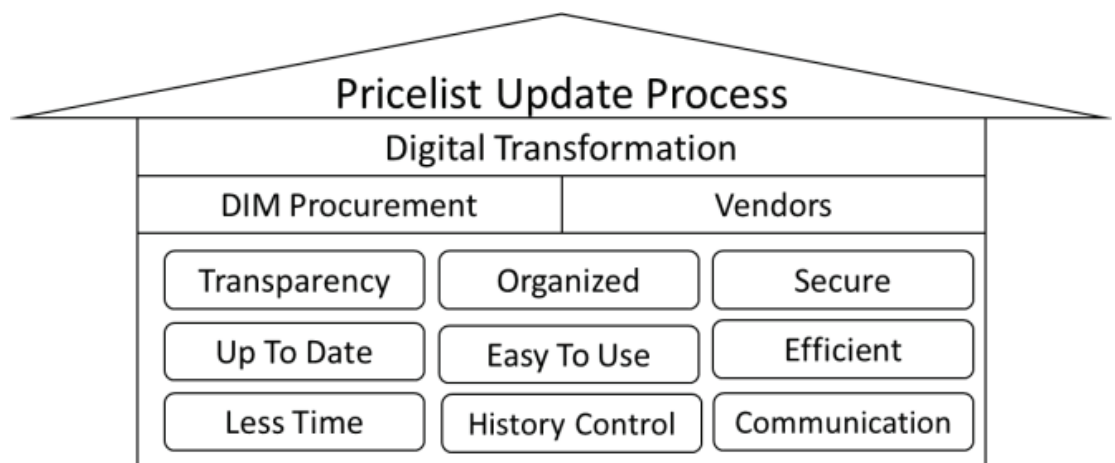 Pricelist Update Process
Digital Transformation
DIM Procurement
Vendors
Transparency
Organized
Secure
Up To Date
Easy To Use
Efficient
Less Time
History Control
Communication